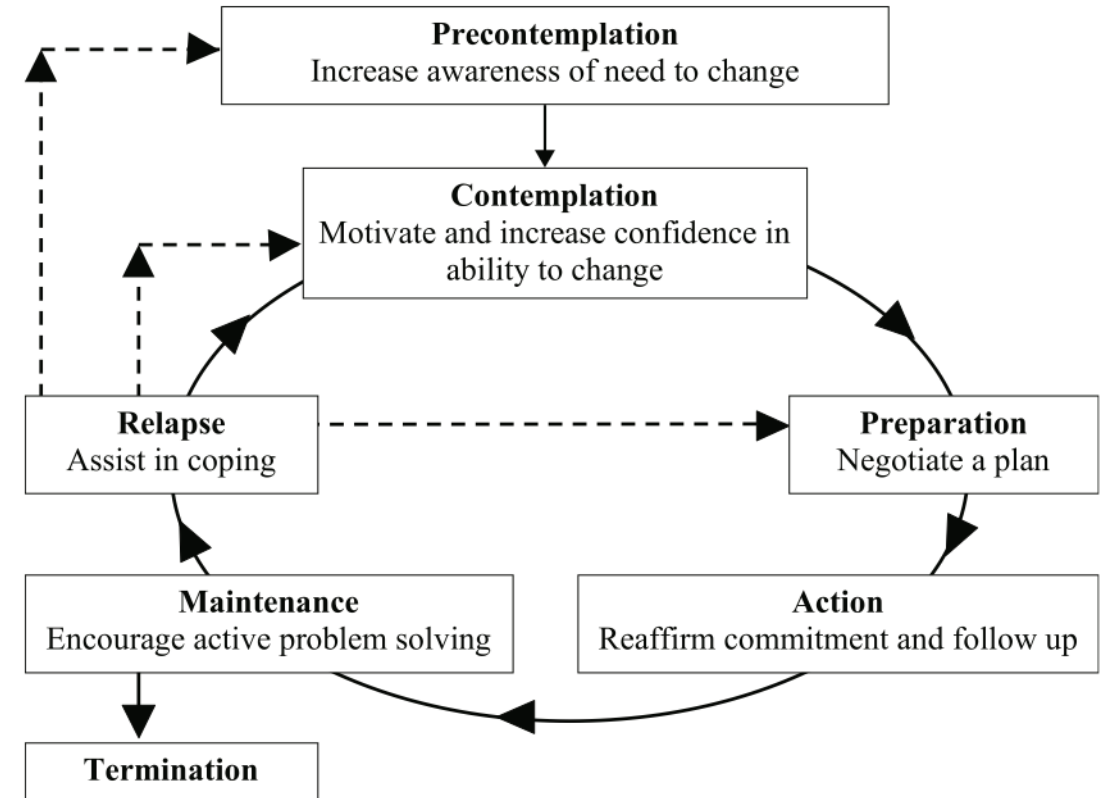 Precontemplation
Increase awareness of need to change
Contemplation
Motivate and increase confidence in
ability to change
Relapse
Assist in coping
Preparation
Negotiate a plan
Maintenance
Encourage active problem solving
Action
Reaffirm commitment and follow up
Termination